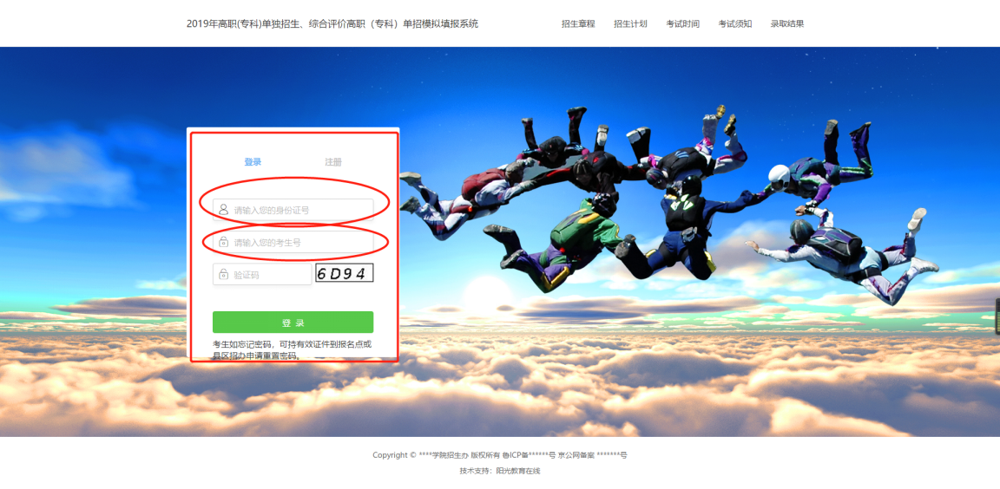 2019年高职(专科)单独招生、综合评价高职（专科）单招模拟填报系统
招生章程 招生计划 考试时间 考试须知 录取结果
登录 注册
请输入您的身份证号
请输入您的考生号
验证码 6D94
登 录
考生如忘记密码，可持有效证件到报名点或
县区招办申请重置密码。
Copyright © ****学院招生办 版权所有 鲁ICP备******号 京公网备案 *******号
技术支持：阳光教育在线